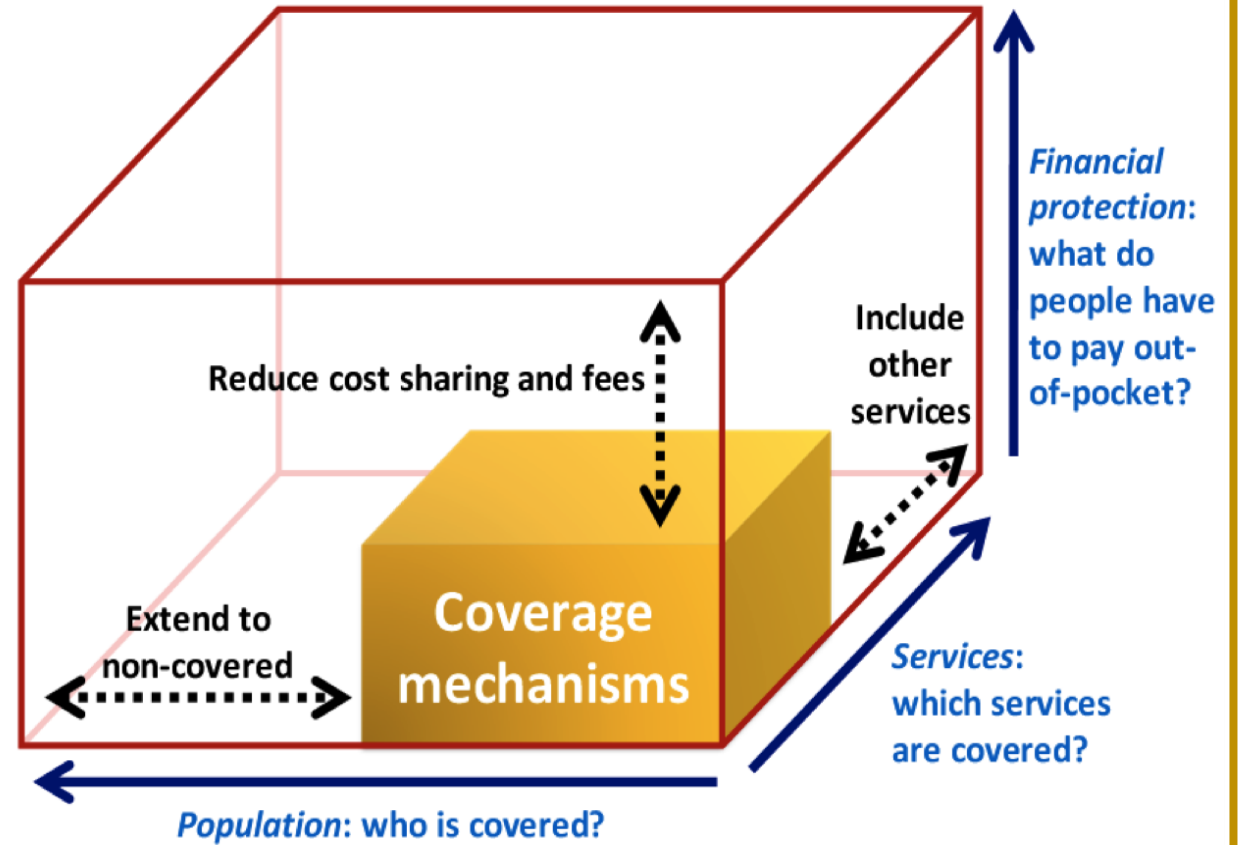 Financial
protection:
what do
people have
to pay out-
of-pocket?
Include
other
services
Reduce cost sharing and fees
Coverage
mechanisms
Extend to
non-covered
Services:
which services
are covered?
Population: who is covered?